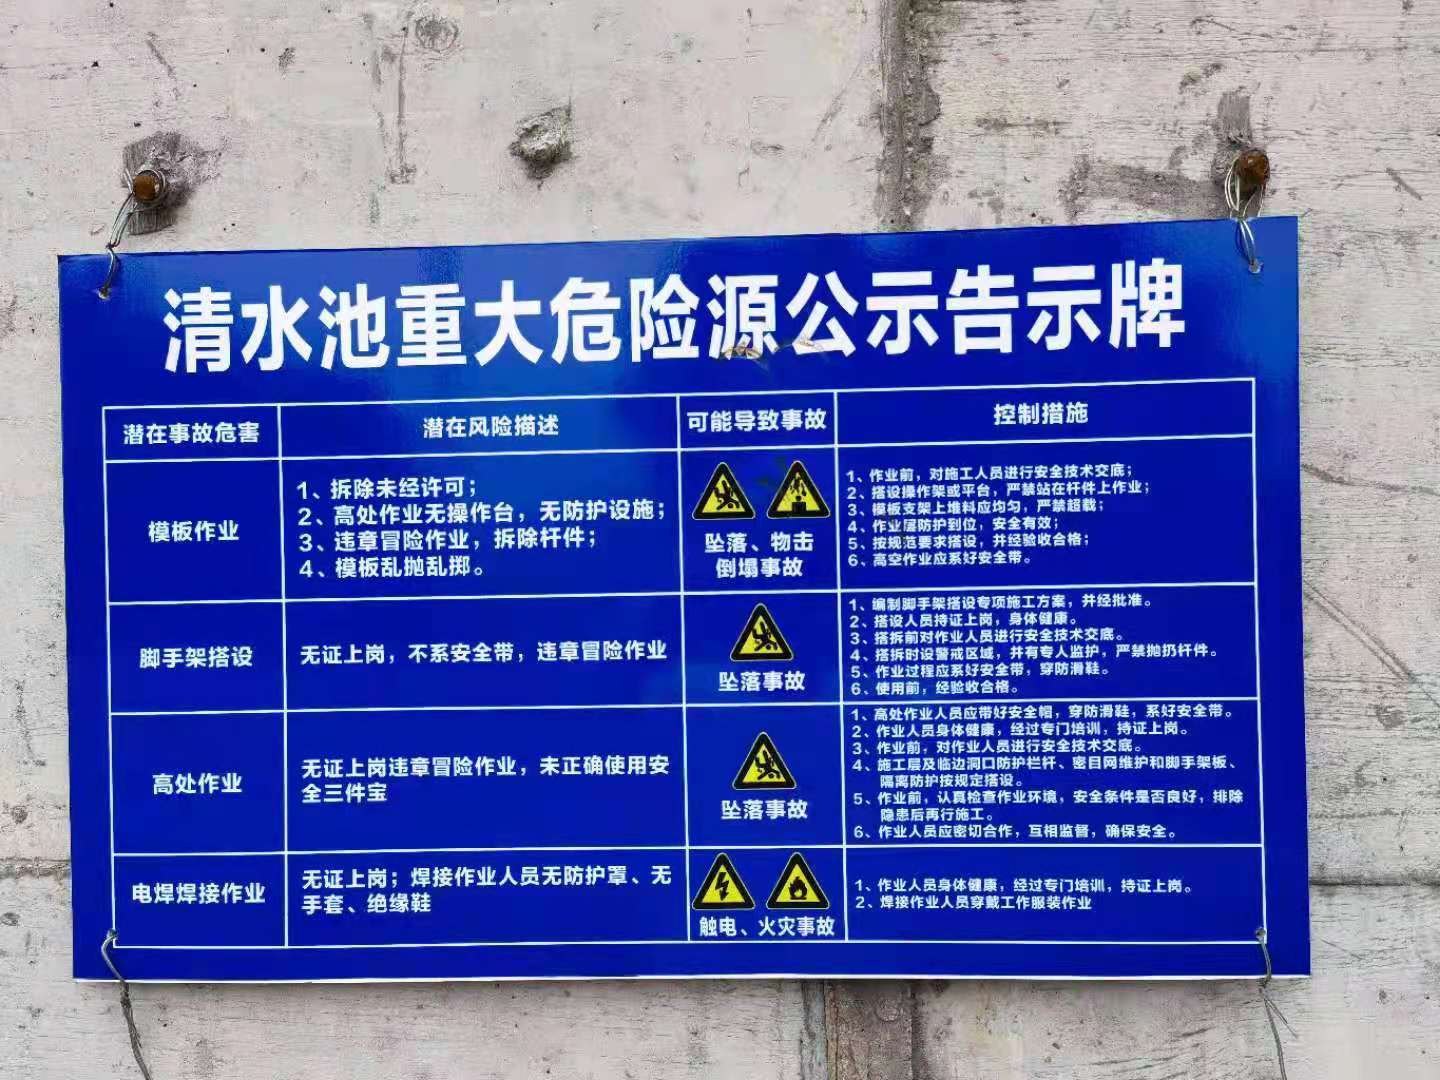 清水池重大危险源公示告示牌
潜在事故危害
潜在风险描述
可能导致事故
控制措施
模板作业
1、拆除未经许可；
2、高处作业无操作台，无防护设施；
3、违章冒险作业，拆除杆件；
4、模板乱抛乱掷。
坠落、物击
倒塌事故
1、作业前，对施工人员进行安全技术交底；
2、搭设操作架或平台，严禁站在杆件上作业；
3、模板支架上堆料应均匀，严禁超载；
4、作业层防护到位，安全有效；
5、按规范要求搭设，并经验收合格；
6、高空作业应系好安全带。
脚手架搭设
无证上岗，不系安全带，违章冒险作业
坠落事故
1、编制脚手架搭设专项施工方案，并经批准。
2、搭设人员持证上岗，身体健康。
3、搭拆前对作业人员进行安全技术交底。
4、搭拆时设警戒区域，并有专人监护，严禁抛扔杆件。
5、作业过程应系好安全带，穿防滑鞋。
6、使用前，经验收合格。
高处作业
无证上岗违章冒险作业，未正确使用安
全三件宝
坠落事故
1、高处作业人员应带好安全帽，穿防滑鞋，系好安全带。
2、作业人员身体健康，经过专门培训，持证上岗。
3、作业前，对作业人员进行安全技术交底。
4、施工层及临边洞口防护栏杆、密目网维护和脚手架板、
隔离防护按规定搭设。
5、作业前，认真检查作业环境，安全条件是否良好，排除
隐患后再行施工。
6、作业人员应密切合作，互相监督，确保安全。
电焊焊接作业
无证上岗；焊接作业人员无防护罩、无
手套、绝缘鞋
触电、火灾事故
1、作业人员身体健康，经过专门培训，持证上岗。
2、焊接作业人员穿戴工作服装作业